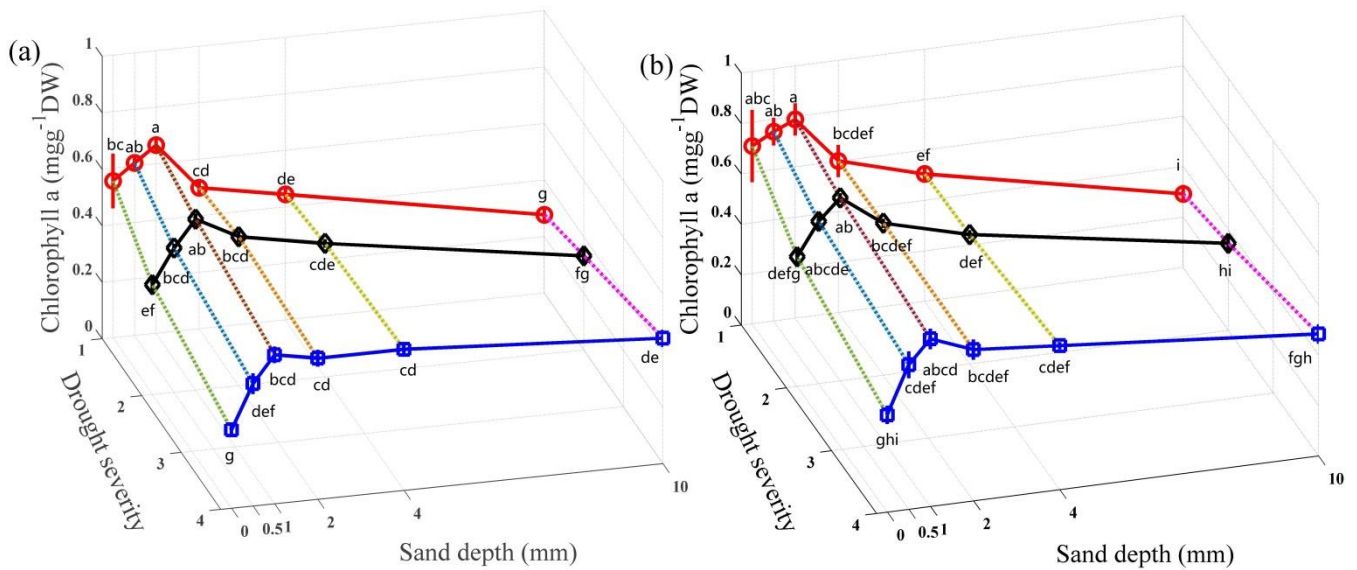 (a)
Chlorophyll a (mgg-1DW)
1
0.8
0.6
0.4
0.2
0
bc
ab
a
cd
de
g
ef
bcd
ab
bcd
cde
fg
g
def
bcd
cd
cd
de
1
2
3
4
Drought severity
0
0.5
1
2
4
10
Sand depth (mm)
(b)
Chlorophyll a (mgg-1DW)
1
0.8
0.6
0.4
0.2
0
abc
ab
a
bcdef
ef
i
defg
abcde
ab
bcdef
def
hi
ghi
cdef
abcd
bcdef
cdef
fgh
1
2
3
4
Drought severity
0
0.5
1
2
4
10
Sand depth (mm)